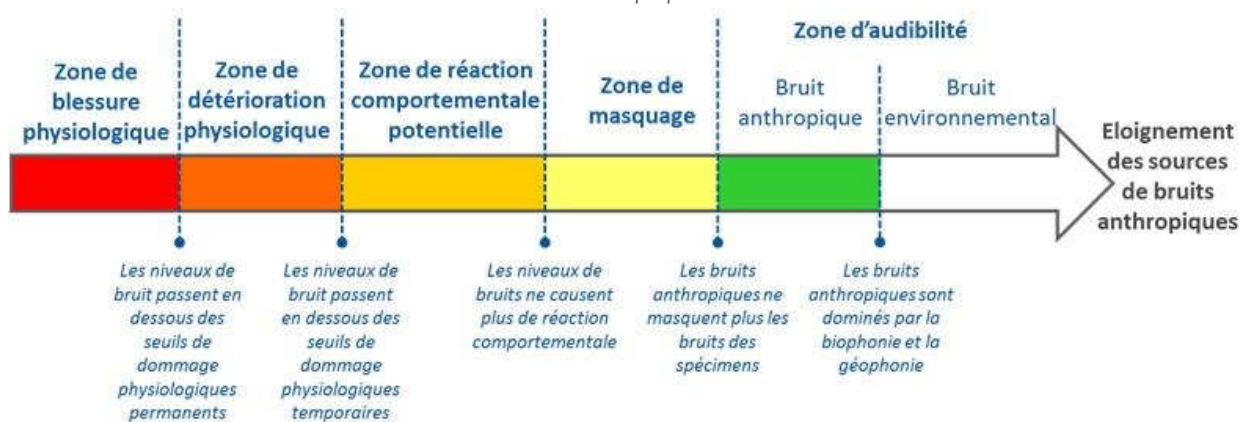 Zone d'audibilité
Zone de
blessure
physiologique
Zone de
détérioration
physiologique
Zone de réaction
comportementale
potentielle
Zone de
masquage
Bruit
anthropique
Bruit
environnemental
Eloignement
des sources
de bruits
anthropiques
Les niveaux de
bruit passent en
dessous des
seuils de
dommage
physiologiques
permanents
Les niveaux de
bruit passent
en dessous des
seuils de
dommage
physiologiques
temporaires
Les niveaux de
bruits ne causent
plus de réaction
comportementale
Les bruits
anthropiques ne
masquent plus les
bruits des
spécimens
Les bruits
anthropiques sont
dominés par la
biophonie et la
géophonie